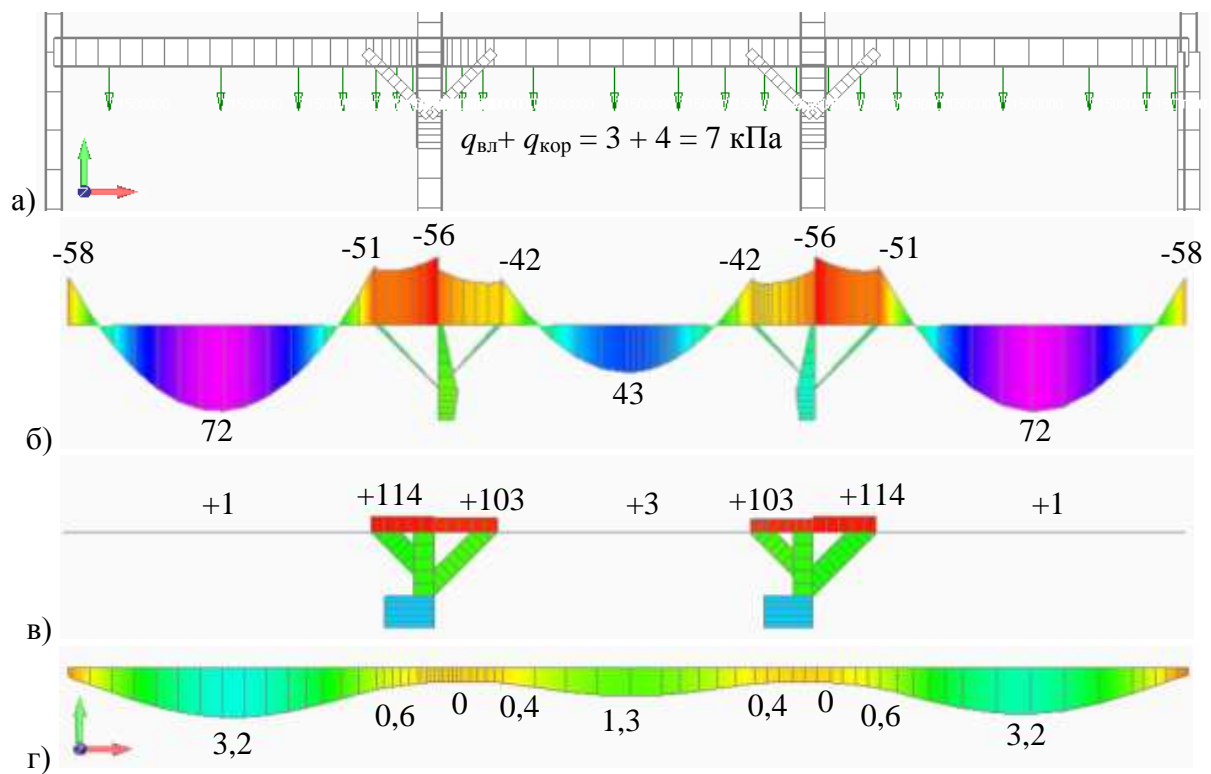 qвл+ qкор = 3 + 4 = 7 кПа
а)
-58 -51 -56 -42 -42 -56 -51 -58
72 43 72
б)
+1 +114 +103 +3 +103 +114 +1
в)
3,2 0,6 0 0,4 1,3 0,4 0 0,6 3,2
г)